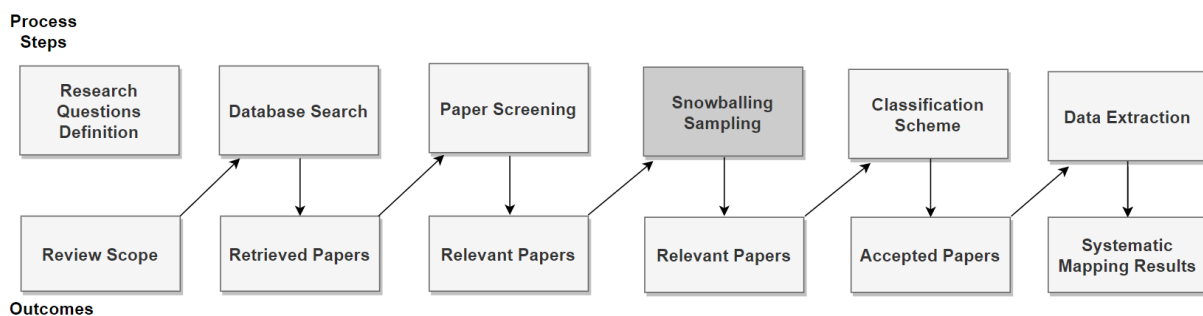 Process
Steps
Research
Questions
Definition
Database Search
Paper Screening
Snowballing
Sampling
Classification
Scheme
Data Extraction
Review Scope
Retrieved Papers
Relevant Papers
Relevant Papers
Accepted Papers
Systematic
Mapping Results
Outcomes